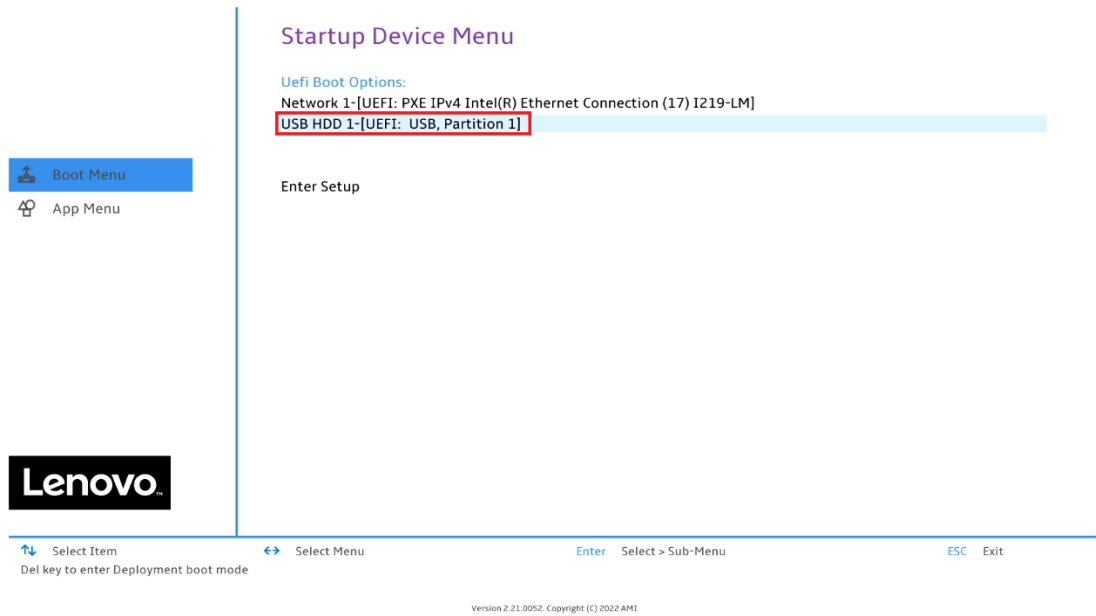 Startup Device Menu
Uefi Boot Options:
Network 1-[UEFI: PXE IPv4 Intel(R) Ethernet Connection (17) I219-LM]
USB HDD 1-[UEFI:  USB, Partition 1]
Enter Setup
Boot Menu
App Menu
Lenovo™
Select Item
Select Menu
Enter Select > Sub-Menu
ESC Exit
Del key to enter Deployment boot mode
Version 2.21.0052. Copyright (C) 2022 AMI